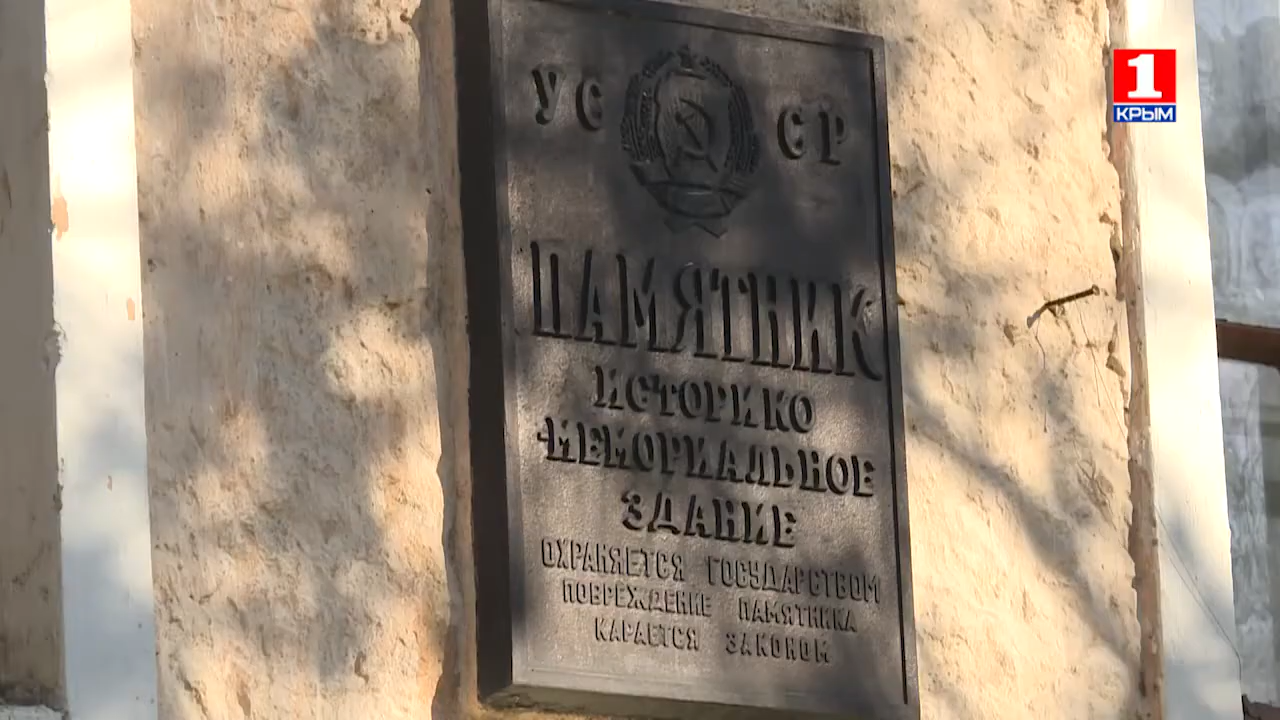 УС СР
ПАМЯТНИК
ИСТОРИКО
-МЕМОРИАЛЬНОЕ
ЗДАНИЕ
ОХРАНЯЕТСЯ ГОСУДАРСТВОМ
ПОВРЕЖДЕНИЕ ПАМЯТНИКА
КАРАЕТСЯ ЗАКОНОМ
1
КРЫМ